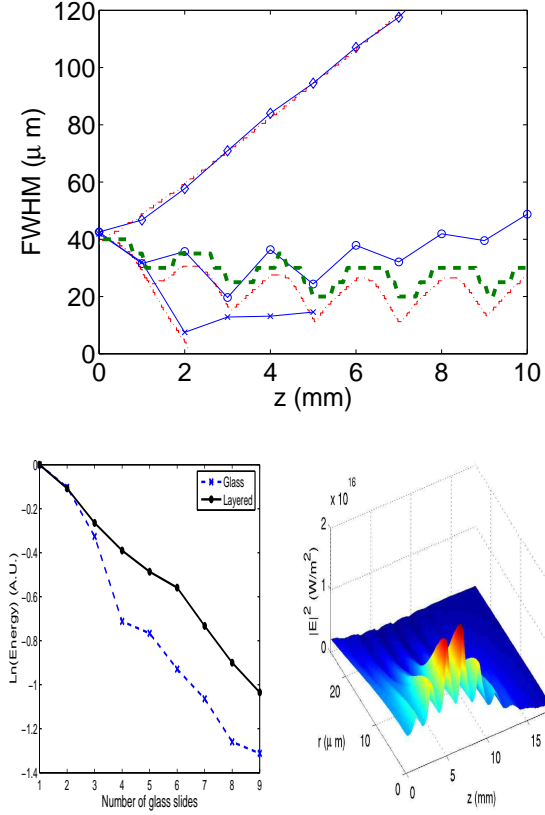 120
100
80
60
40
20
0
FWHM (μ m)
0 2 4 6 8 10
z (mm)
0
−0.2
−0.4
−0.6
−0.8
−1
−1.2
−1.4
Ln(Energy) (A.U.)
1 2 3 4 5 6 7 8 9
Number of glass slides
Glass
Layered
x 10^16
2
1
0
|E|^2 (W/m^2)
20
10
0
r (μ m)
0
5
10
15
z (mm)